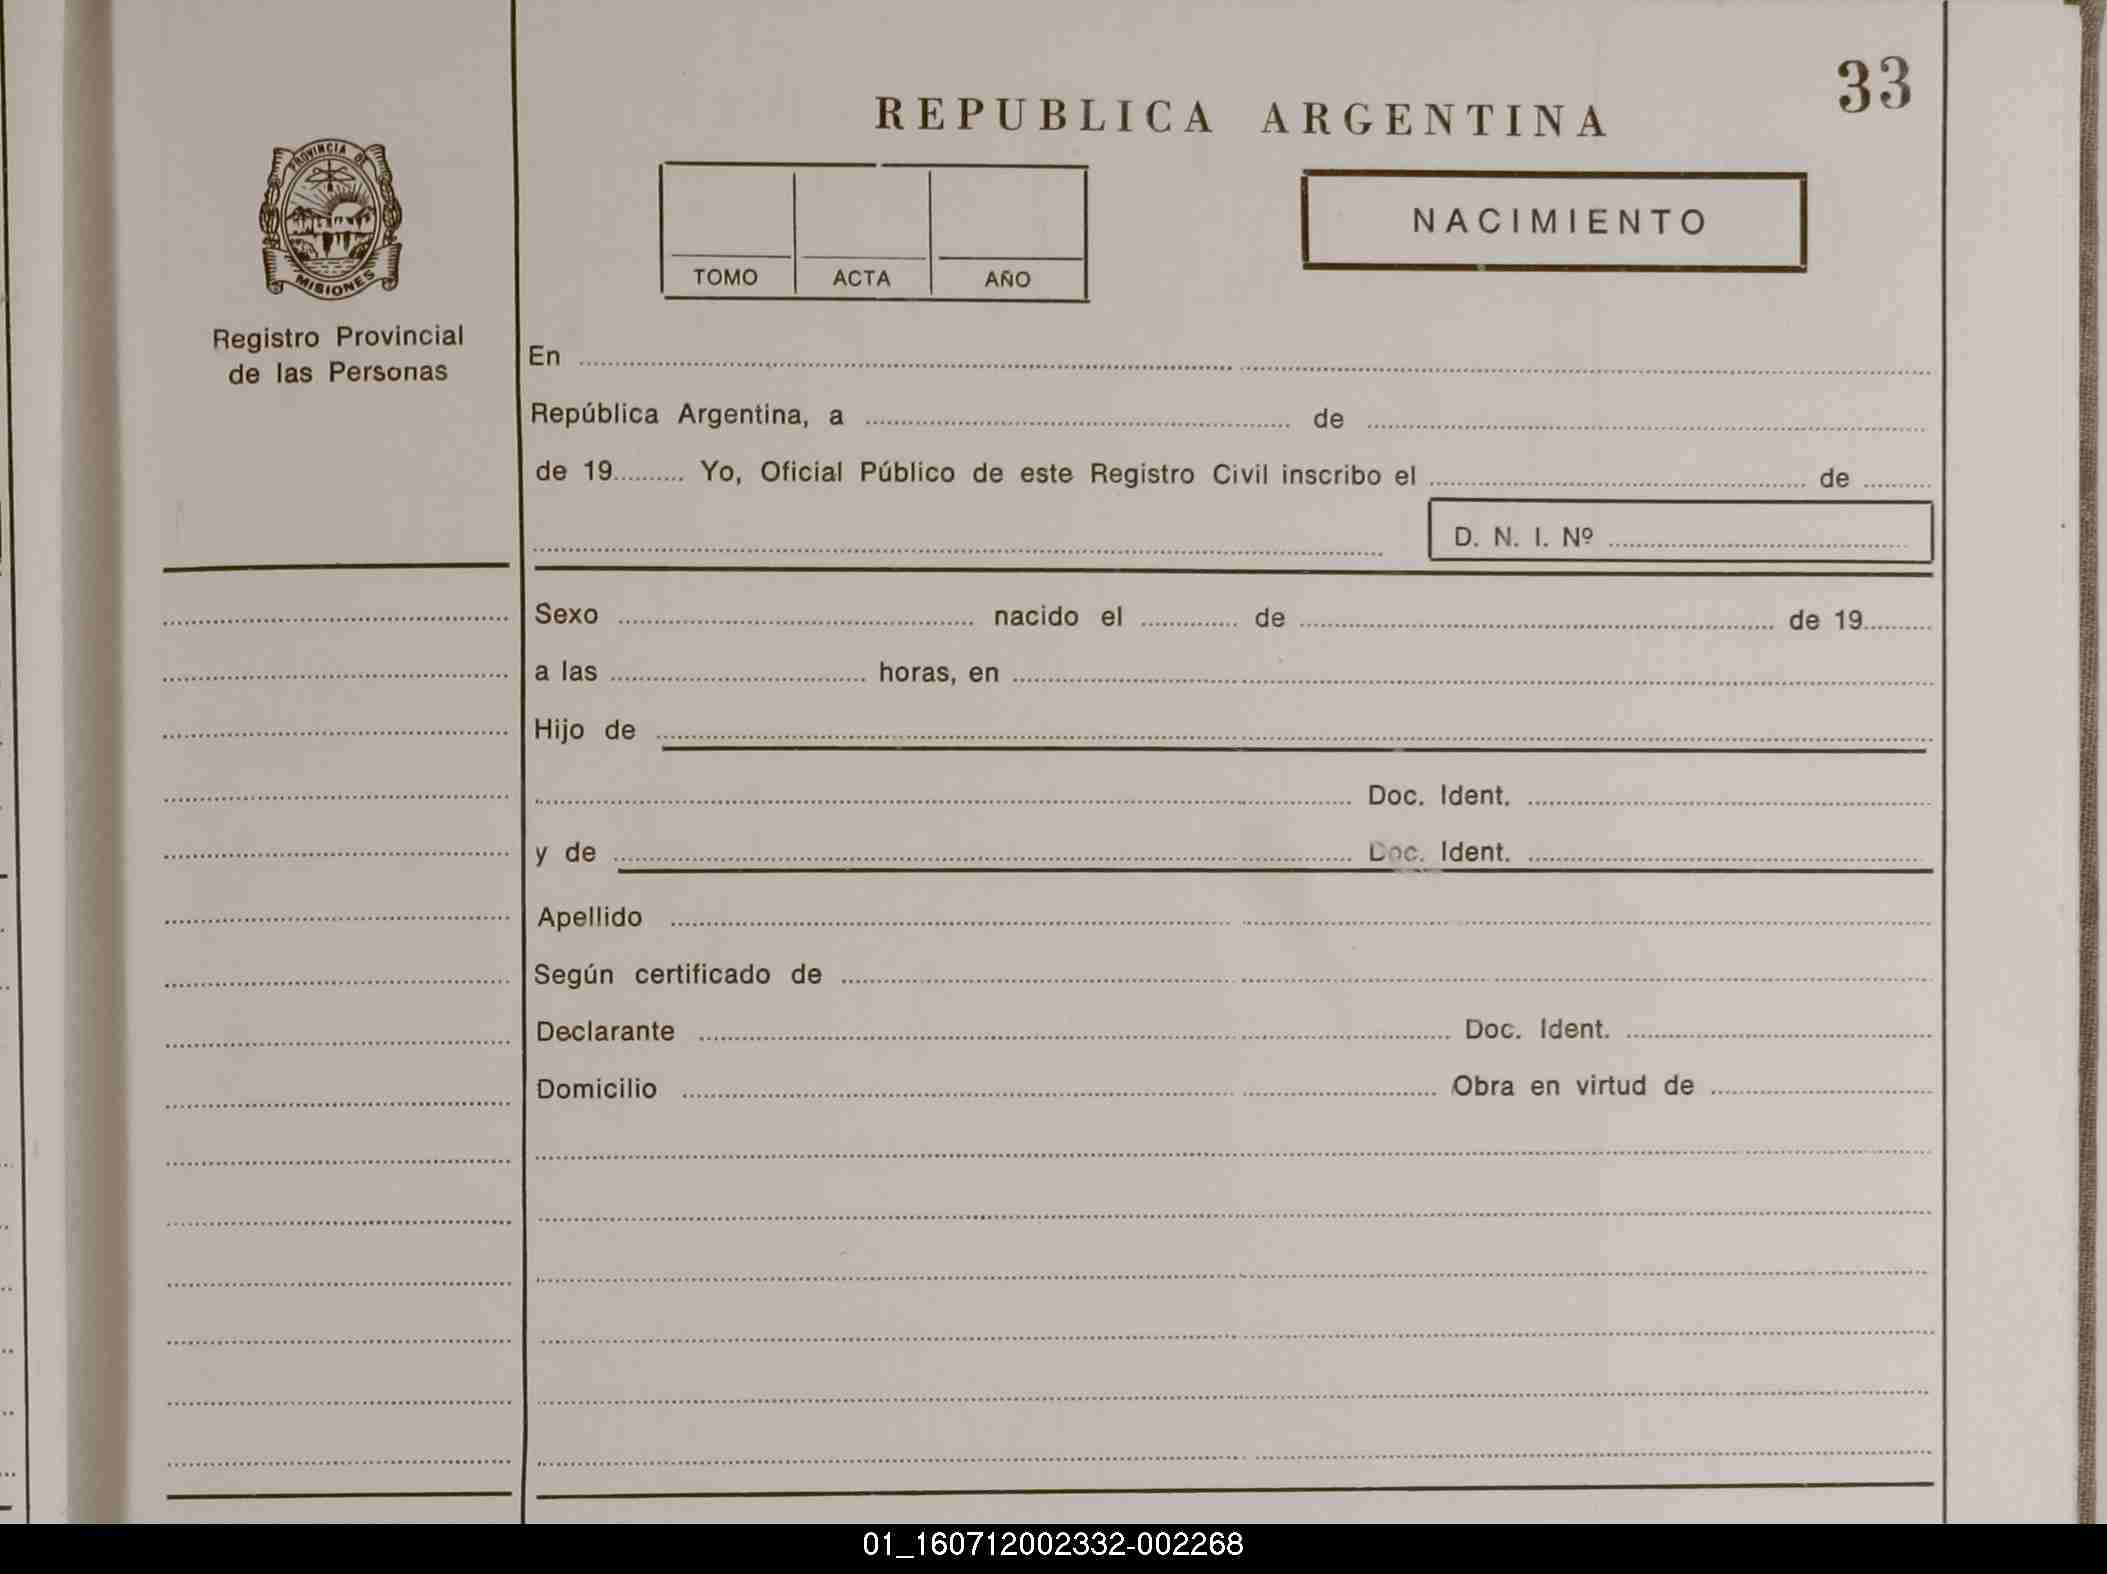 33
REPUBLICA ARGENTINA
PROVINCIA DE
MISIONES
NACIMIENTO
TOMO ACTA AÑO
Registro Provincial
de las Personas
En
República Argentina, a de
de 19 Yo, Oficial Público de este Registro Civil inscribo el de
D. N. I. Nº
Sexo nacido el de de 19
a las horas, en
Hijo de
Doc. Ident.
y de Doc. Ident.
Apellido
Según certificado de
Declarante Doc. Ident.
Domicilio Obra en virtud de
01_160712002332-002268